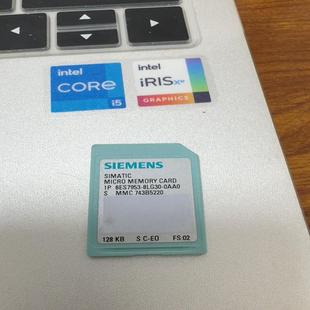 intel
CORE i5
intel
iRIS Xe
GRAPHICS
SIEMENS
SIMATIC
MICRO MEMORY CARD
1P 6ES7953-8LG30-0AA0
S MMC 743B5220
128 KB S C-E0 FS:02